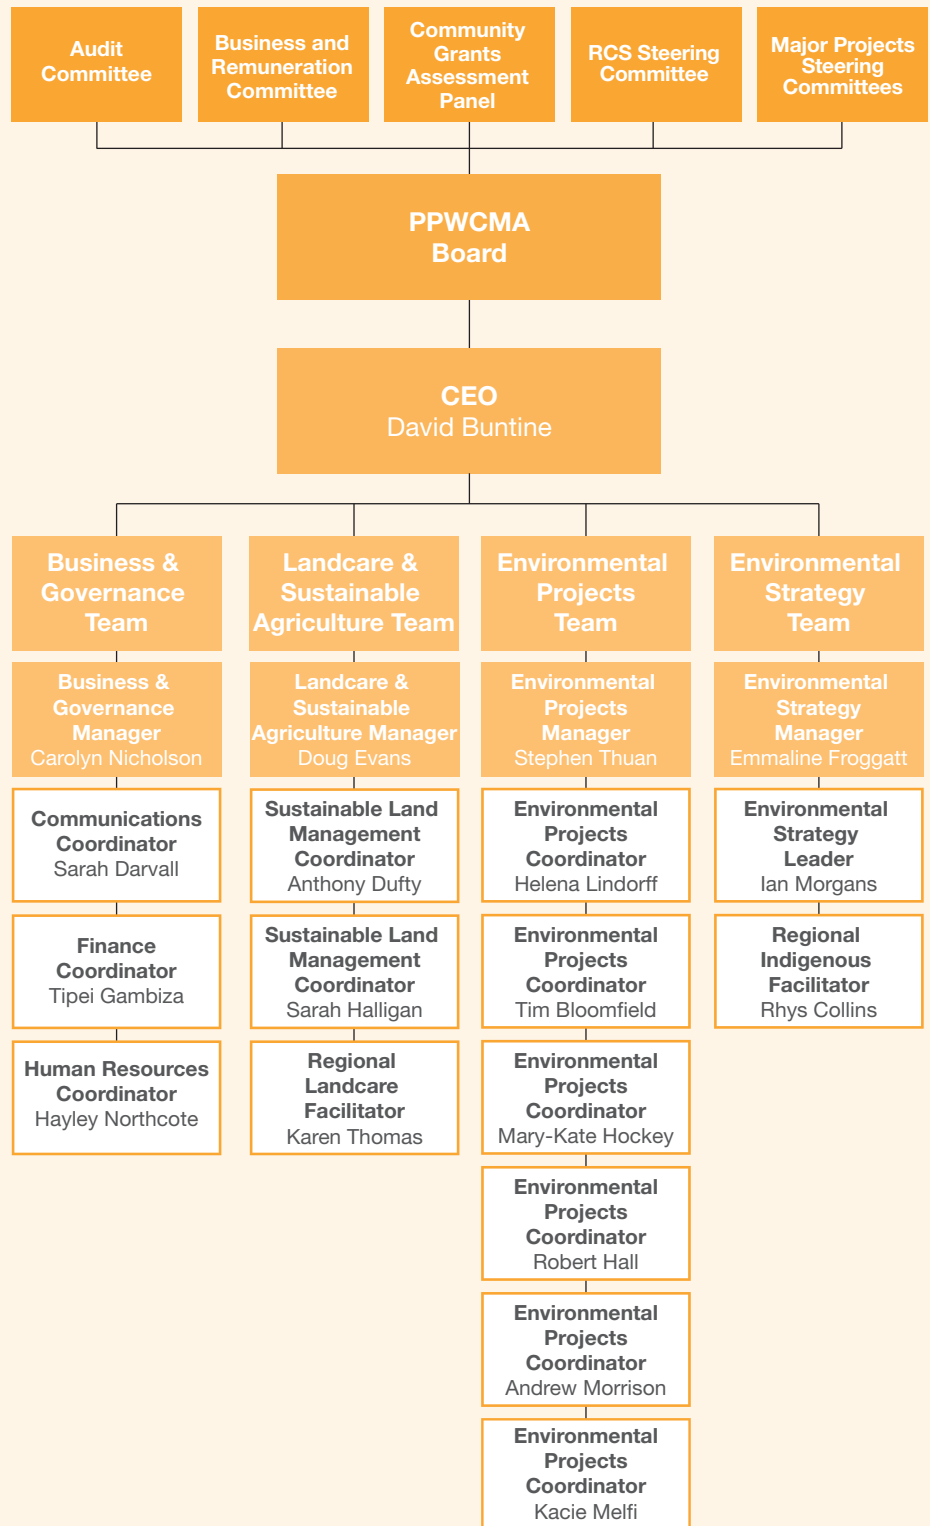 Audit
Committee
Business and
Remuneration
Committee
Community
Grants
Assessment
Panel
RCS Steering
Committee
Major Projects
Steering
Committees
PPWCMA
Board
CEO
David Buntine
Business &
Governance
Team
Business &
Governance
Manager
Carolyn Nicholson
Communications
Coordinator
Sarah Darvall
Finance
Coordinator
Tipei Gambiza
Human Resources
Coordinator
Hayley Northcote
Landcare &
Sustainable
Agriculture Team
Landcare &
Sustainable
Agriculture Manager
Doug Evans
Sustainable Land
Management
Coordinator
Anthony Dufty
Sustainable Land
Management
Coordinator
Sarah Halligan
Regional
Landcare
Facilitator
Karen Thomas
Environmental
Projects
Team
Environmental
Projects
Manager
Stephen Thuan
Environmental
Projects
Coordinator
Helena Lindorff
Environmental
Projects
Coordinator
Tim Bloomfield
Environmental
Projects
Coordinator
Mary-Kate Hockey
Environmental
Projects
Coordinator
Robert Hall
Environmental
Projects
Coordinator
Andrew Morrison
Environmental
Projects
Coordinator
Kacie Melfi
Environmental
Strategy
Team
Environmental
Strategy
Manager
Emmaline Froggatt
Environmental
Strategy
Leader
Ian Morgans
Regional
Indigenous
Facilitator
Rhys Collins